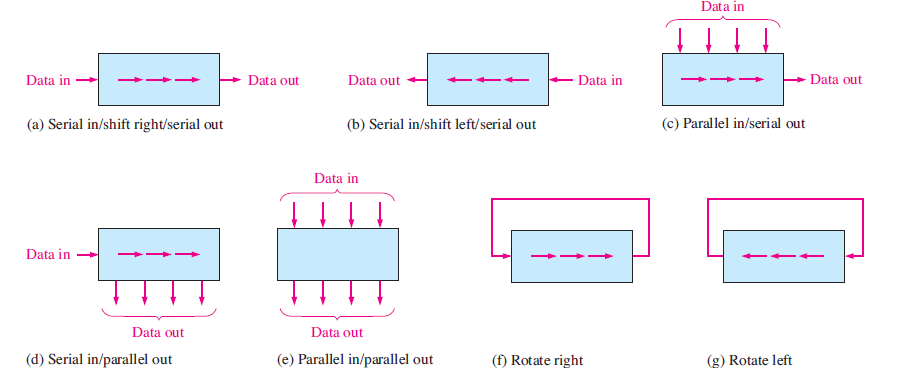 Data in
Data in
Data out
Data out
Data in
Data out
(a) Serial in/shift right/serial out
(b) Serial in/shift left/serial out
(c) Parallel in/serial out
Data in
Data in
Data out
Data out
(d) Serial in/parallel out
(e) Parallel in/parallel out
(f) Rotate right
(g) Rotate left